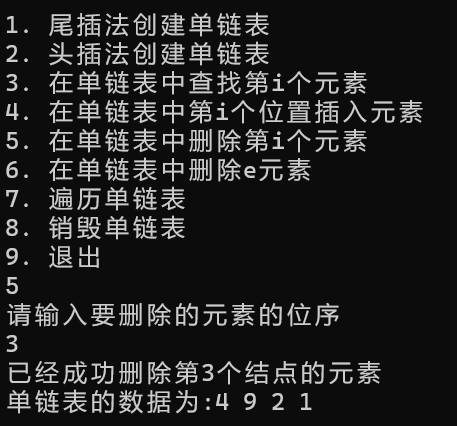 1. 尾插法创建单链表
2. 头插法创建单链表
3. 在单链表中查找第i个元素
4. 在单链表中第i个位置插入元素
5. 在单链表中删除第i个元素
6. 在单链表中删除e元素
7. 遍历单链表
8. 销毁单链表
9. 退出
5
请输入要删除的元素的位序
3
已经成功删除第3个结点的元素
单链表的数据为:4 9 2 1